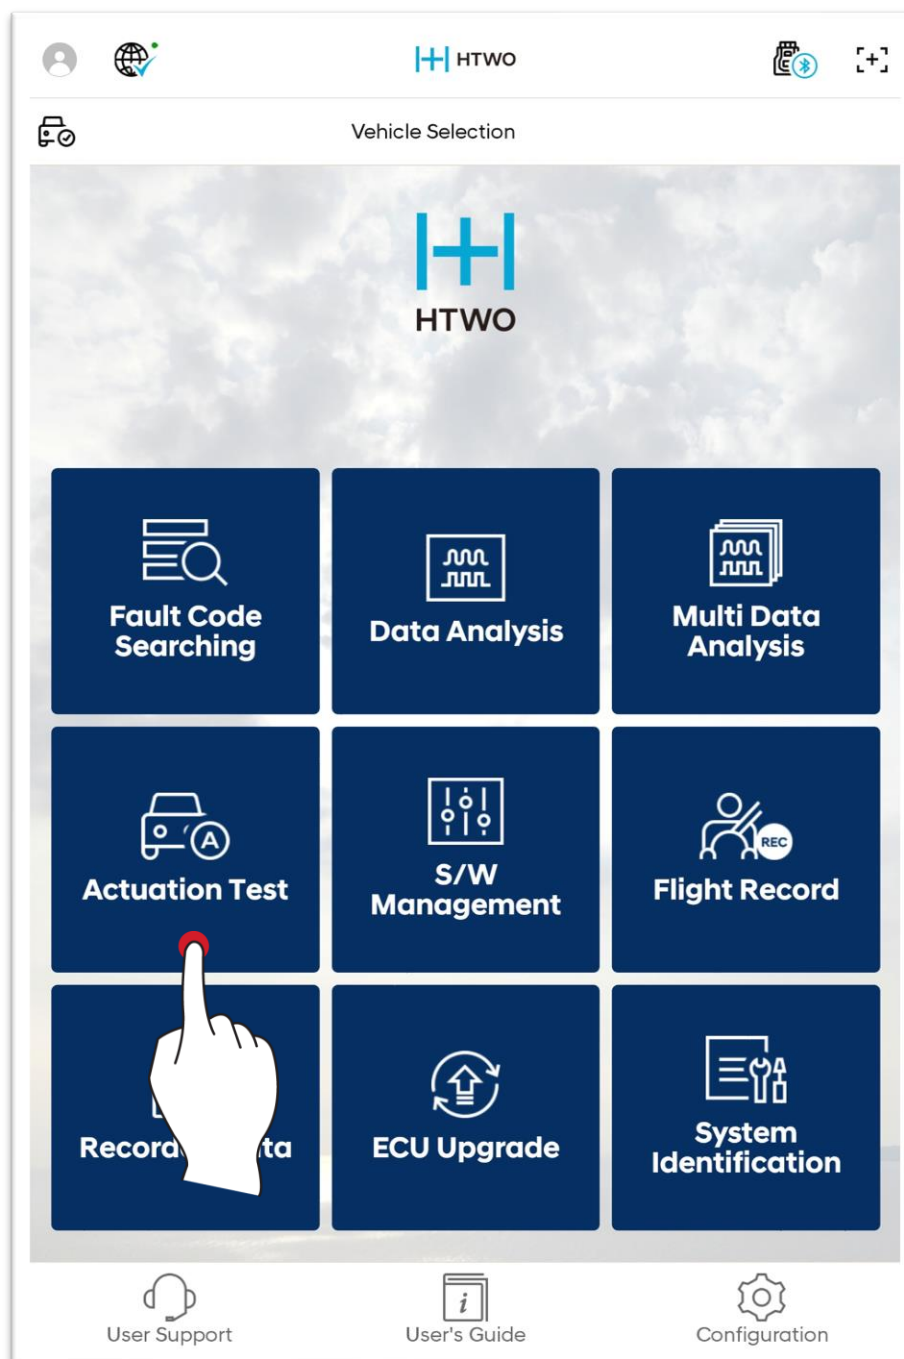 HTWO
Vehicle Selection
HTWO
Fault Code
Searching
Data Analysis
Multi Data
Analysis
Actuation Test
A
S/W
Management
REC
Flight Record
ECU Upgrade
System
Identification
i
User Support
User's Guide
Configuration